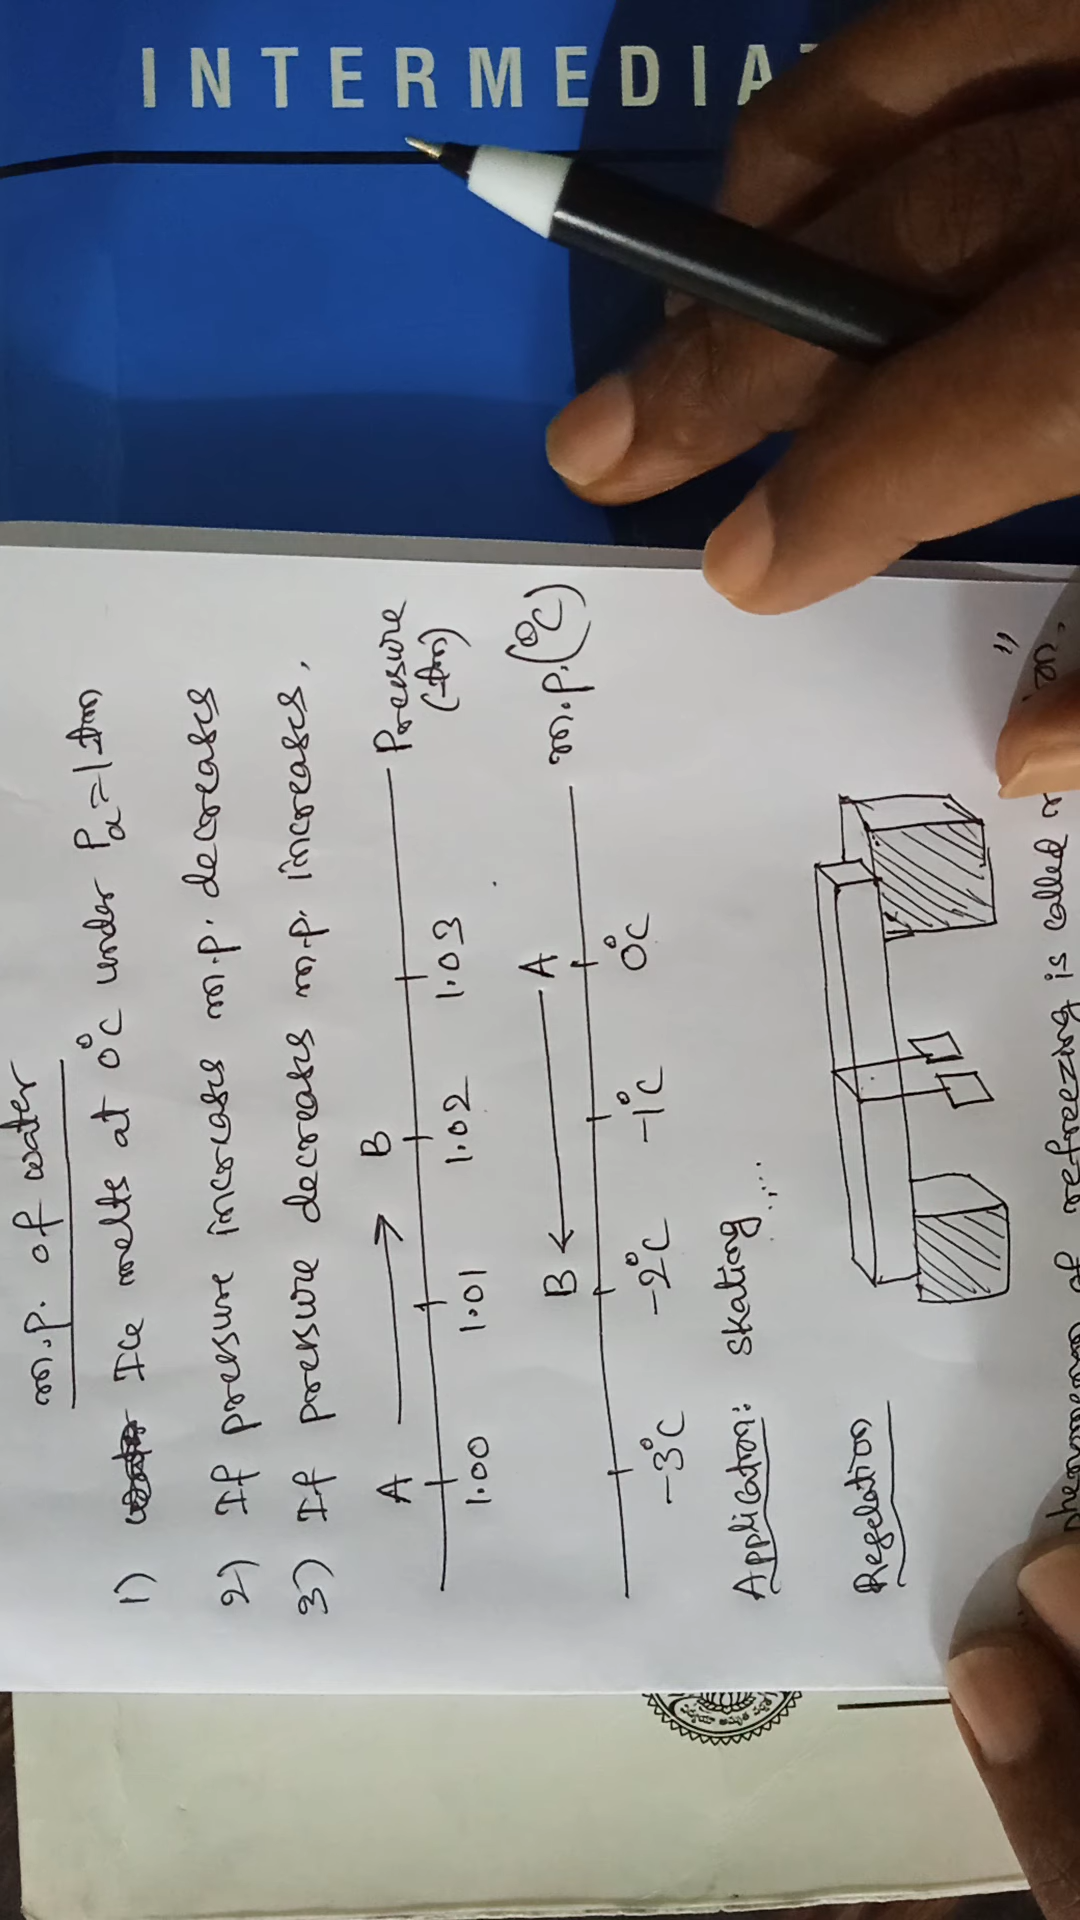 INTERMEDIA
m.p. of water
1) Ice melts at 0°C under Pa = 1 atm
2) If pressure increases m.p. decreases
3) If pressure decreases m.p. increases.
A B Pressure
(atm)
1.00 1.01 1.02 1.03
B A m.p. (°C)
-3°C -2°C -1°C 0°C
Application: Skating.....
Regelation
phenomenon of refreezing is called